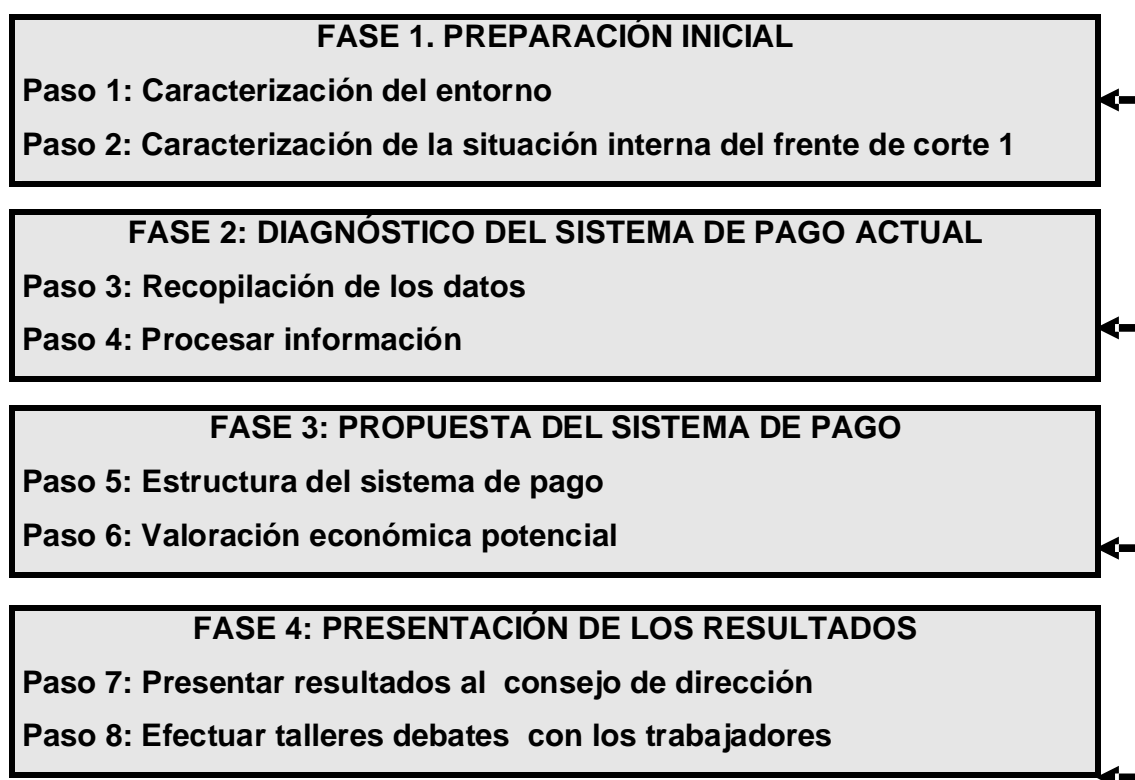 FASE 1. PREPARACIÓN INICIAL
Paso 1: Caracterización del entorno
Paso 2: Caracterización de la situación interna del frente de corte 1
FASE 2: DIAGNÓSTICO DEL SISTEMA DE PAGO ACTUAL
Paso 3: Recopilación de los datos
Paso 4: Procesar información
FASE 3: PROPUESTA DEL SISTEMA DE PAGO
Paso 5: Estructura del sistema de pago
Paso 6: Valoración económica potencial
FASE 4: PRESENTACIÓN DE LOS RESULTADOS
Paso 7: Presentar resultados al  consejo de dirección
Paso 8: Efectuar talleres debates  con los trabajadores